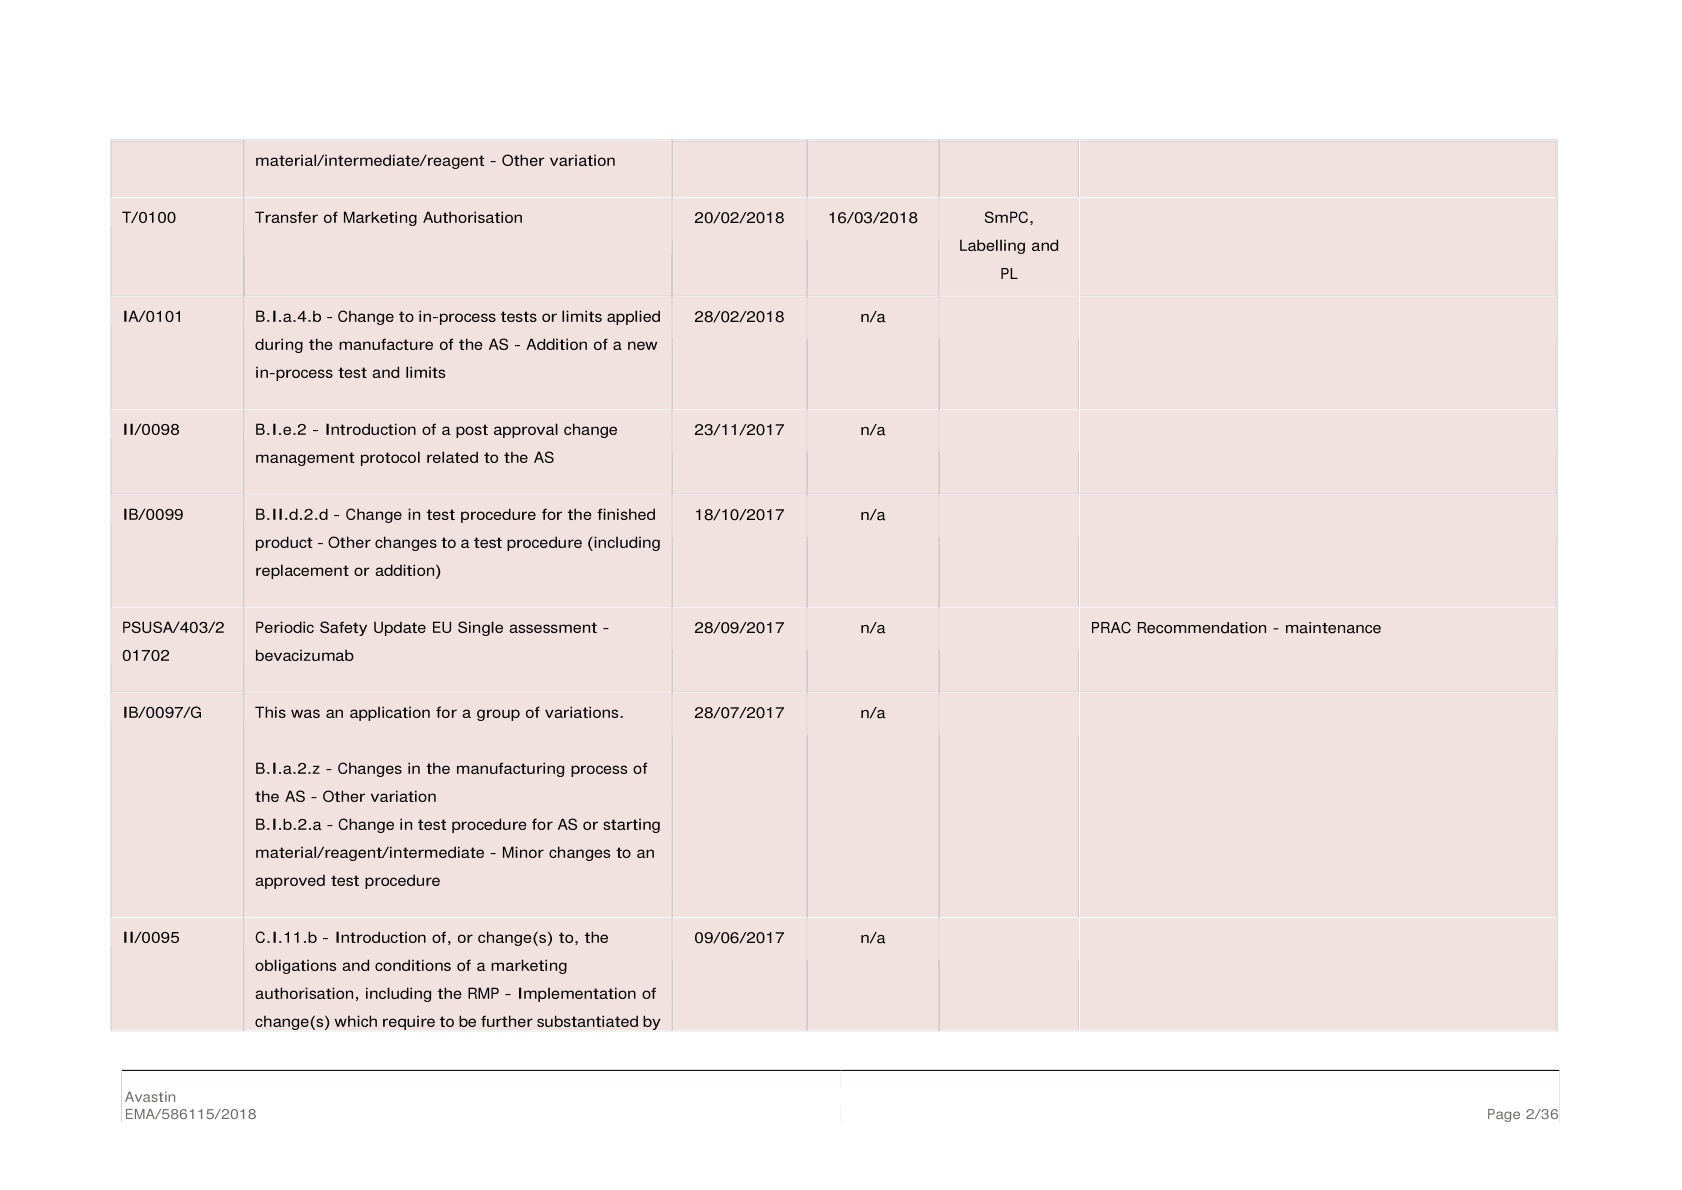 material/intermediate/reagent - Other variation
T/0100 Transfer of Marketing Authorisation 20/02/2018 16/03/2018 SmPC,
Labelling and
PL
IA/0101 B.I.a.4.b - Change to in-process tests or limits applied 28/02/2018 n/a
during the manufacture of the AS - Addition of a new
in-process test and limits
II/0098 B.I.e.2 - Introduction of a post approval change 23/11/2017 n/a
management protocol related to the AS
IB/0099 B.II.d.2.d - Change in test procedure for the finished 18/10/2017 n/a
product - Other changes to a test procedure (including
replacement or addition)
PSUSA/403/2 Periodic Safety Update EU Single assessment - 28/09/2017 n/a PRAC Recommendation - maintenance
01702 bevacizumab
IB/0097/G This was an application for a group of variations. 28/07/2017 n/a
B.I.a.2.z - Changes in the manufacturing process of
the AS - Other variation
B.I.b.2.a - Change in test procedure for AS or starting
material/reagent/intermediate - Minor changes to an
approved test procedure
II/0095 C.I.11.b - Introduction of, or change(s) to, the 09/06/2017 n/a
obligations and conditions of a marketing
authorisation, including the RMP - Implementation of
change(s) which require to be further substantiated by
Avastin
EMA/586115/2018 Page 2/36